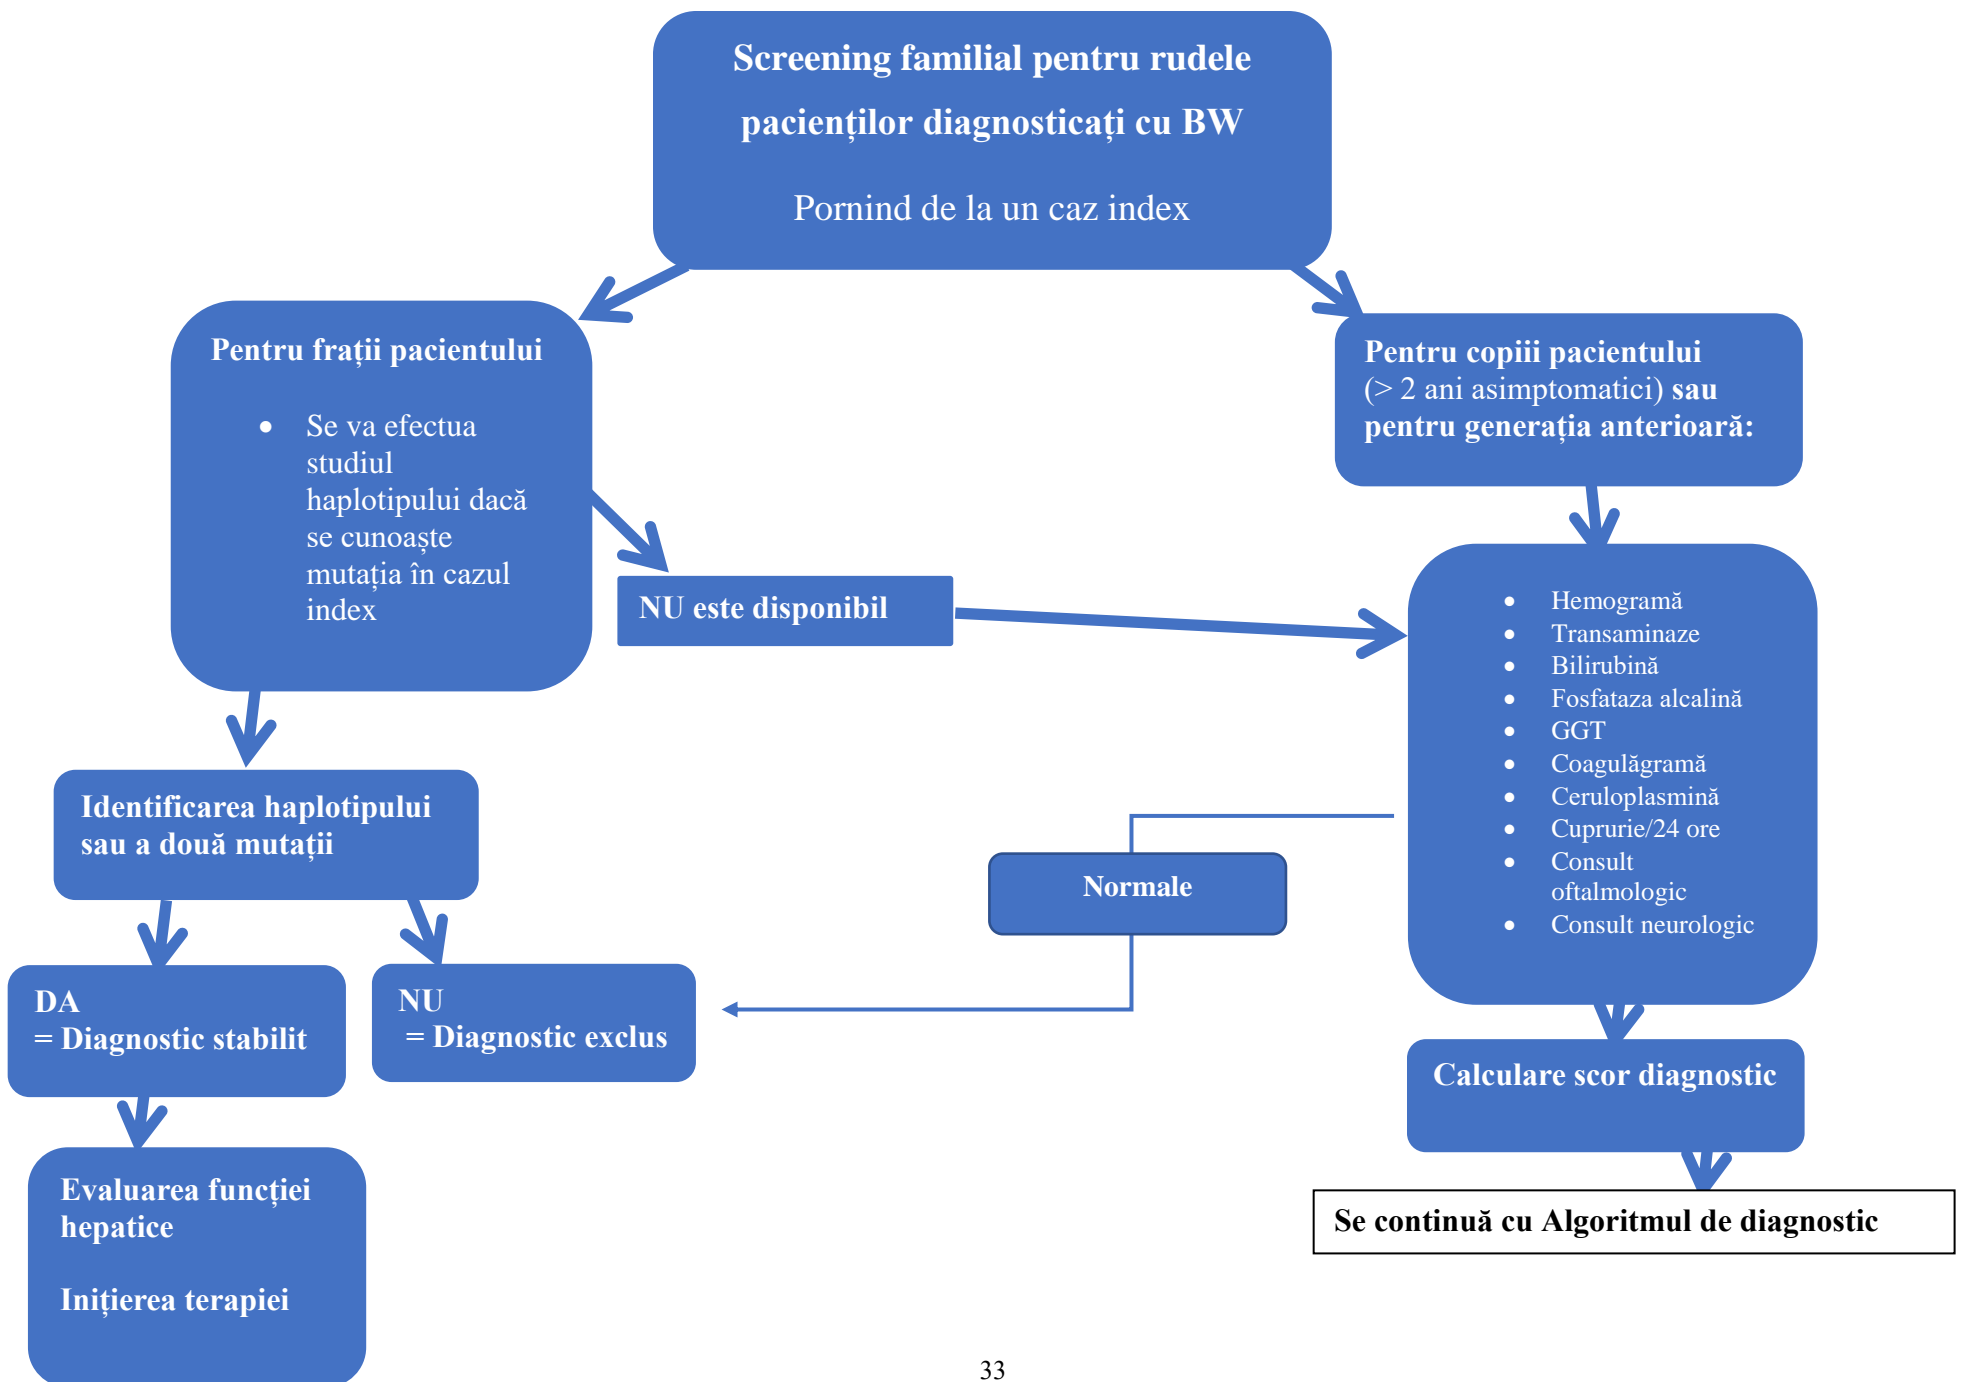 Screening familial pentru rudele
pacienților diagnosticați cu BW
Pornind de la un caz index
Pentru frații pacientului
• Se va efectua
studiul
haplotipului dacă
se cunoaște
mutația în cazul
index
Pentru copiii pacientului
(> 2 ani asimptomatici) sau
pentru generația anterioară:
NU este disponibil
• Hemogramă
• Transaminaze
• Bilirubină
• Fosfataza alcalină
• GGT
• Coagulăgramă
• Ceruloplasmină
• Cuprurie/24 ore
• Consult
oftalmologic
• Consult neurologic
Identificarea haplotipului
sau a două mutații
Normale
DA
= Diagnostic stabilit
NU
= Diagnostic exclus
Calculare scor diagnostic
Evaluarea funcției
hepatice
Inițierea terapiei
Se continuă cu Algoritmul de diagnostic
33